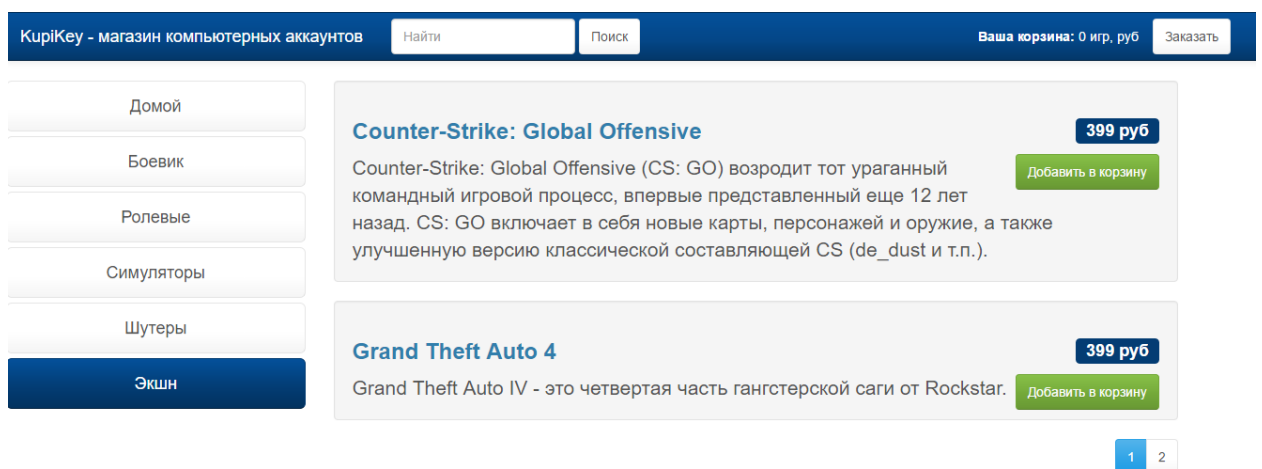 KupiKey - магазин компьютерных аккаунтов
Найти
Поиск
Ваша корзина: 0 игр, руб
Заказать
Домой
Боевик
Ролевые
Симуляторы
Шутеры
Экшн
Counter-Strike: Global Offensive
399 руб
Counter-Strike: Global Offensive (CS: GO) возродит тот ураганный
Добавить в корзину
командный игровой процесс, впервые представленный еще 12 лет
назад. CS: GO включает в себя новые карты, персонажей и оружие, а также
улучшенную версию классической составляющей CS (de_dust и т.п.).
Grand Theft Auto 4
399 руб
Grand Theft Auto IV - это четвертая часть гангстерской саги от Rockstar.
Добавить в корзину
1 2